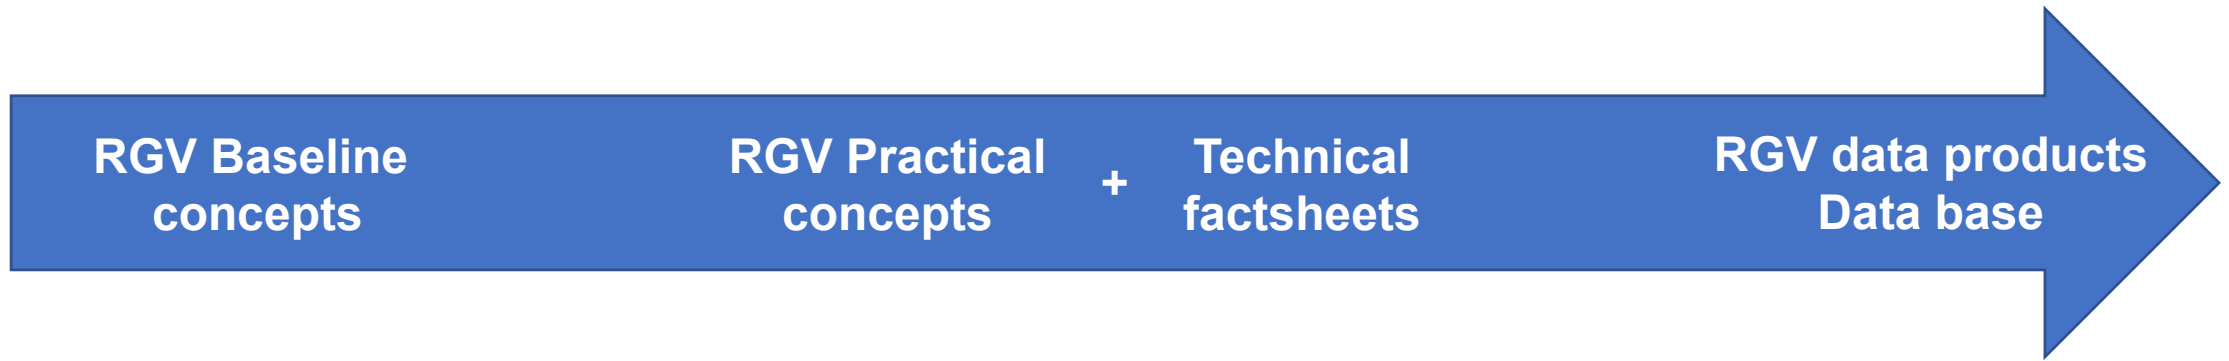 RGV Baseline
concepts
RGV Practical
concepts
+
Technical
factsheets
RGV data products
Data base